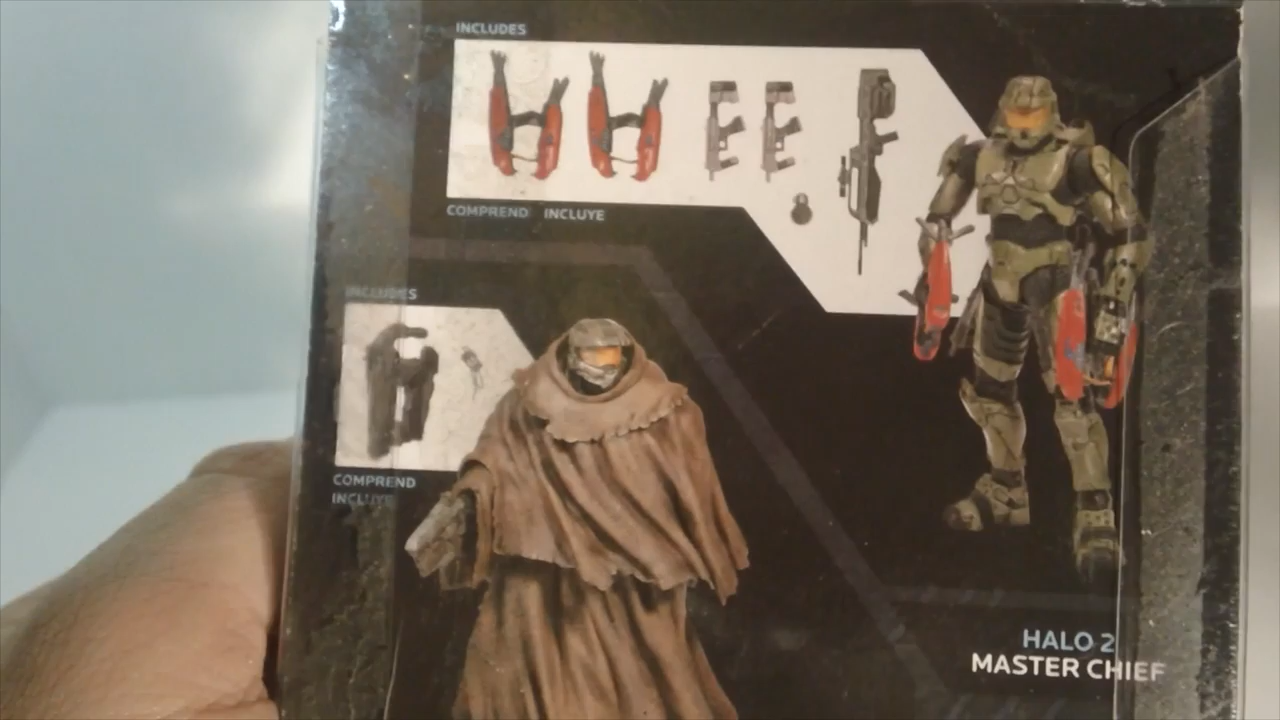 INCLUDES
COMPREND INCLUYE
INCLUDES
COMPREND
INCLUYE
HALO 2
MASTER CHIEF